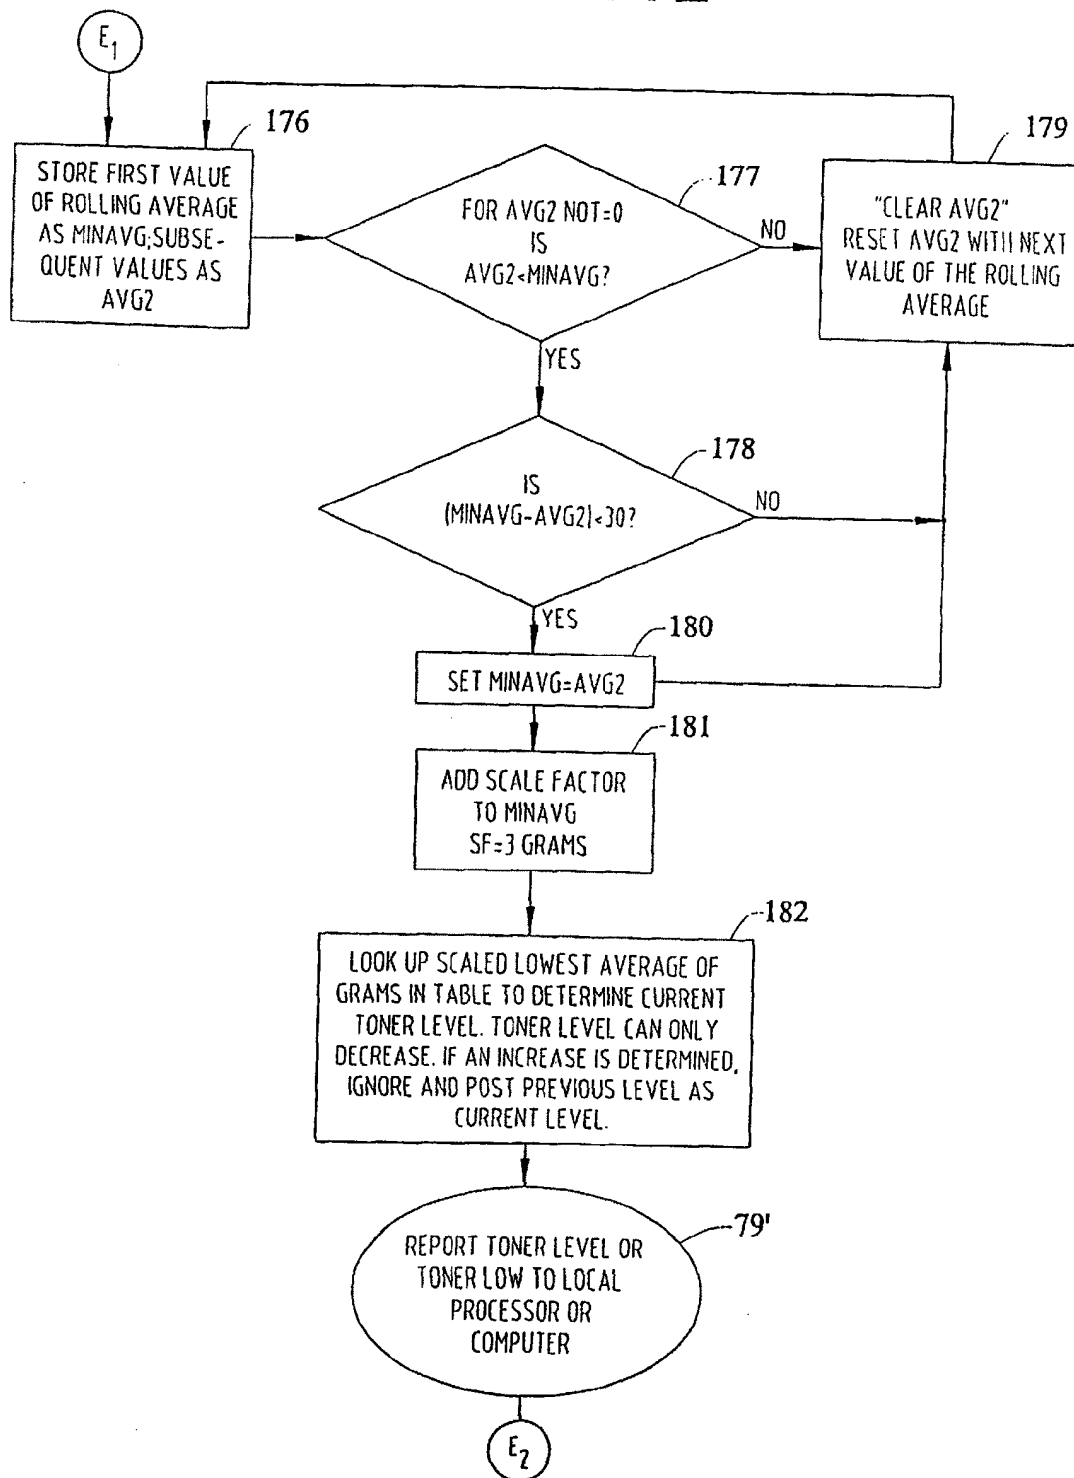 E1
176
STORE FIRST VALUE
OF ROLLING AVERAGE
AS MINAVG;SUBSE-
QUENT VALUES AS
AVG2
177
FOR AVG2 NOT=0
IS
AVG2<MINAVG?
NO
YES
179
"CLEAR AVG2"
RESET AVG2 WITH NEXT
VALUE OF THE ROLLING
AVERAGE
178
IS
(MINAVG-AVG2)<30?
NO
YES
180
SET MINAVG=AVG2
181
ADD SCALE FACTOR
TO MINAVG
SF=3 GRAMS
182
LOOK UP SCALED LOWEST AVERAGE OF
GRAMS IN TABLE TO DETERMINE CURRENT
TONER LEVEL. TONER LEVEL CAN ONLY
DECREASE. IF AN INCREASE IS DETERMINED,
IGNORE AND POST PREVIOUS LEVEL AS
CURRENT LEVEL.
79'
REPORT TONER LEVEL OR
TONER LOW TO LOCAL
PROCESSOR OR
COMPUTER
E2